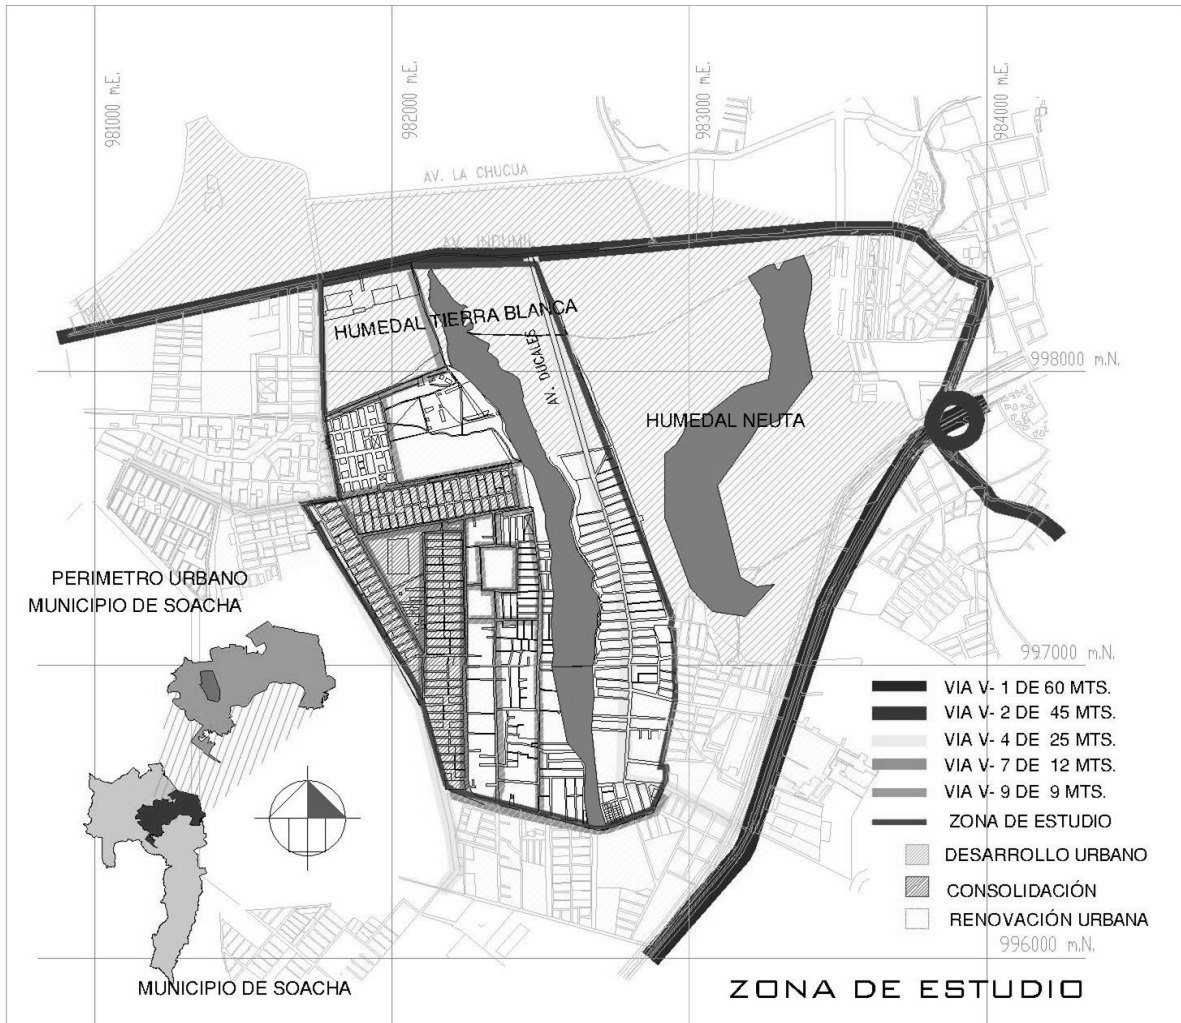 981000 m.E.
982000 m.E.
983000 m.E.
984000 m.E.
AV. LA CHUCUA
AV. INDUMIL
HUMEDAL TIERRA BLANCA
AV. DUCALES
998000 m.N.
HUMEDAL NEUTA
PERIMETRO URBANO
MUNICIPIO DE SOACHA
997000 m.N.
VIA V- 1 DE 60 MTS.
VIA V- 2 DE 45 MTS.
VIA V- 4 DE 25 MTS.
VIA V- 7 DE 12 MTS.
VIA V- 9 DE 9 MTS.
ZONA DE ESTUDIO
DESARROLLO URBANO
CONSOLIDACIÓN
RENOVACIÓN URBANA
996000 m.N.
MUNICIPIO DE SOACHA
ZONA DE ESTUDIO